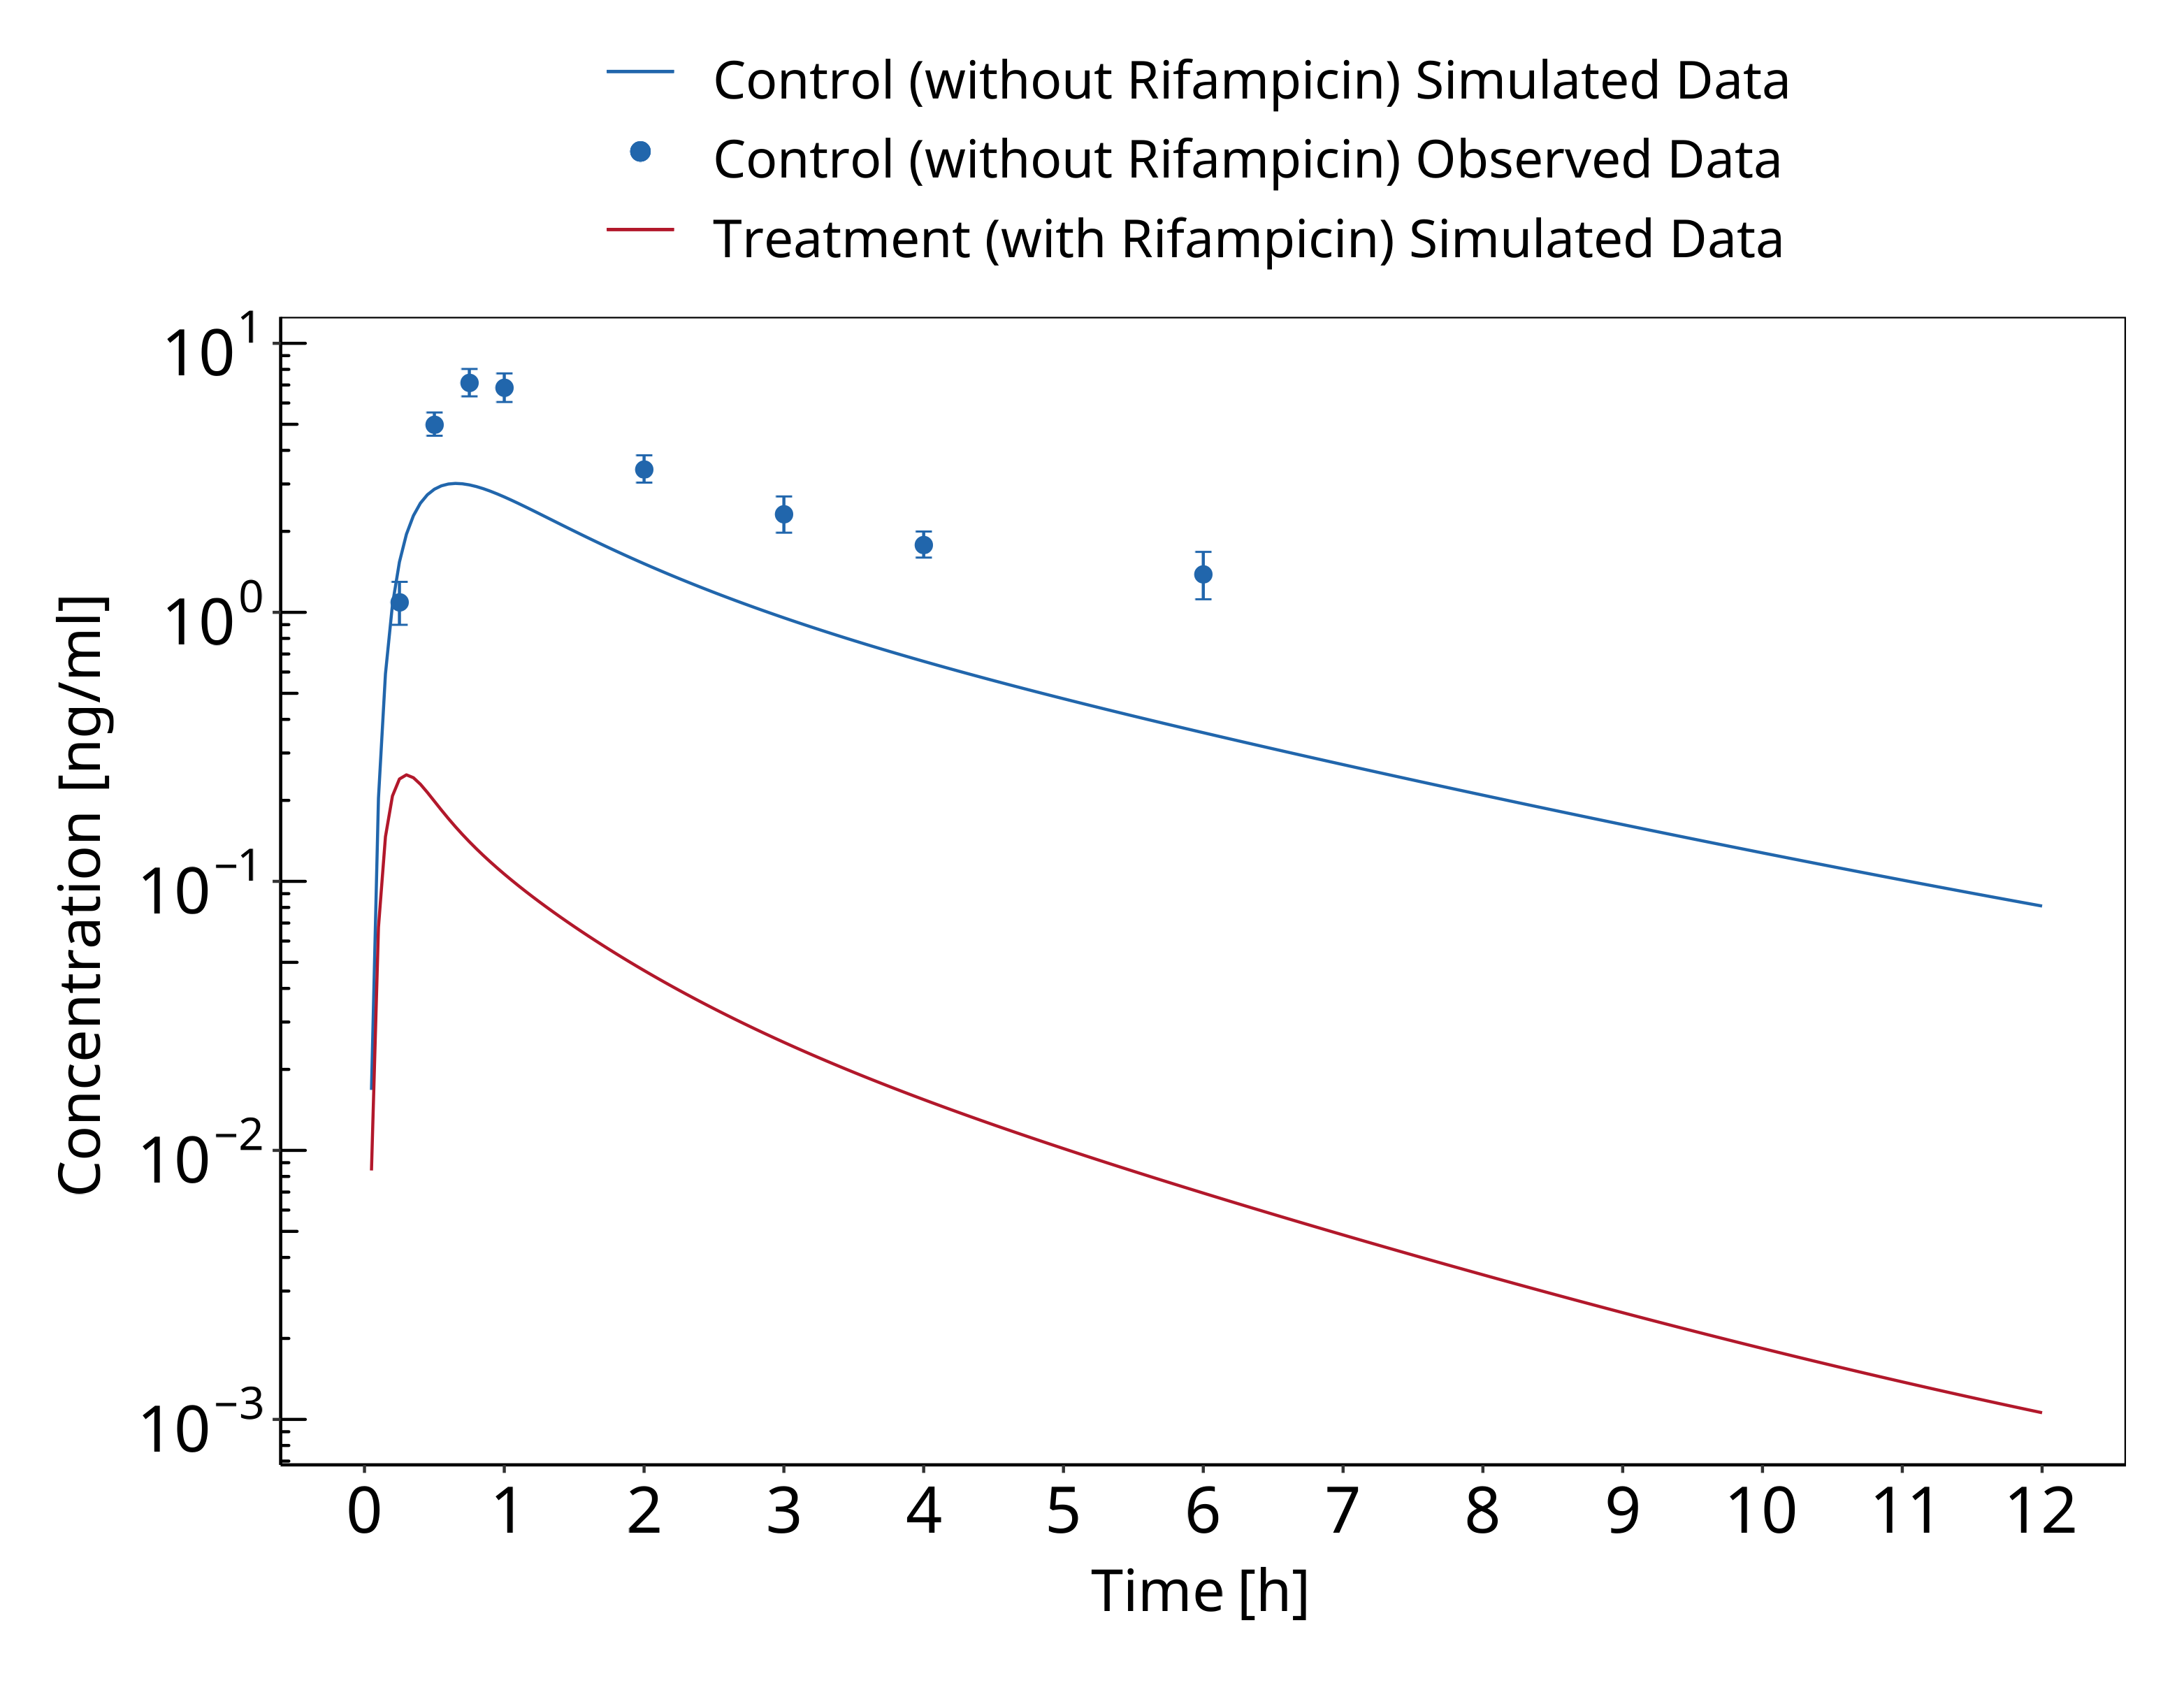 Control (without Rifampicin) Simulated Data
Control (without Rifampicin) Observed Data
Treatment (with Rifampicin) Simulated Data
10^1
10^0
10^−1
10^−2
10^−3
Concentration [ng/ml]
0 1 2 3 4 5 6 7 8 9 10 11 12
Time [h]